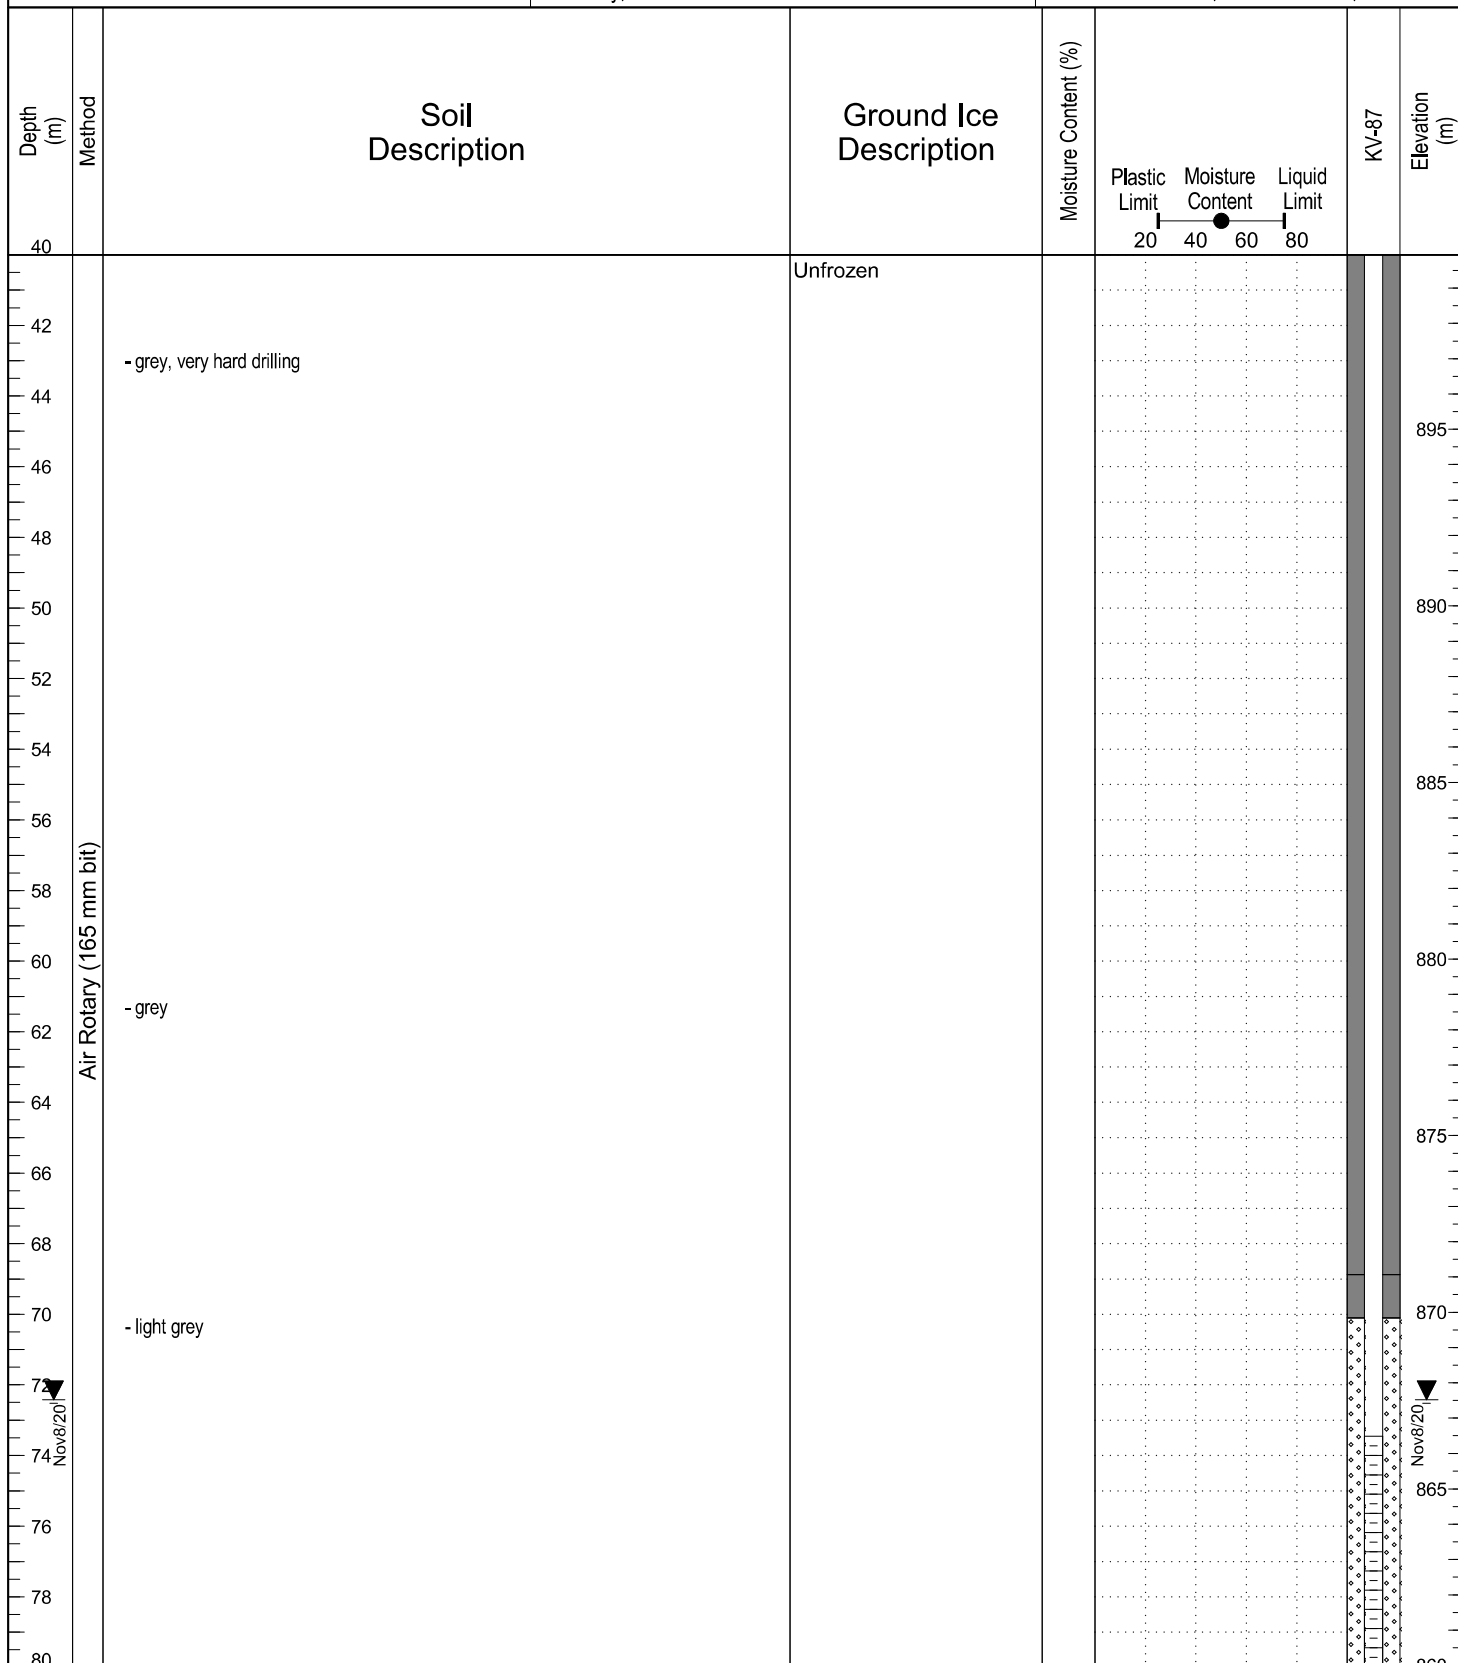 Depth
(m)
Method
Soil
Description
Ground Ice
Description
Moisture Content (%)
Plastic
Limit
Moisture
Content
Liquid
Limit
20 40 60 80
KV-87
Elevation
(m)
40
Unfrozen
42
- grey, very hard drilling
44
895
46
48
50
890
52
54
885
56
Air Rotary (165 mm bit)
58
60
880
- grey
62
64
875
66
68
70
870
- light grey
72
Nov8/20
Nov8/20
74
865
76
78
80
860